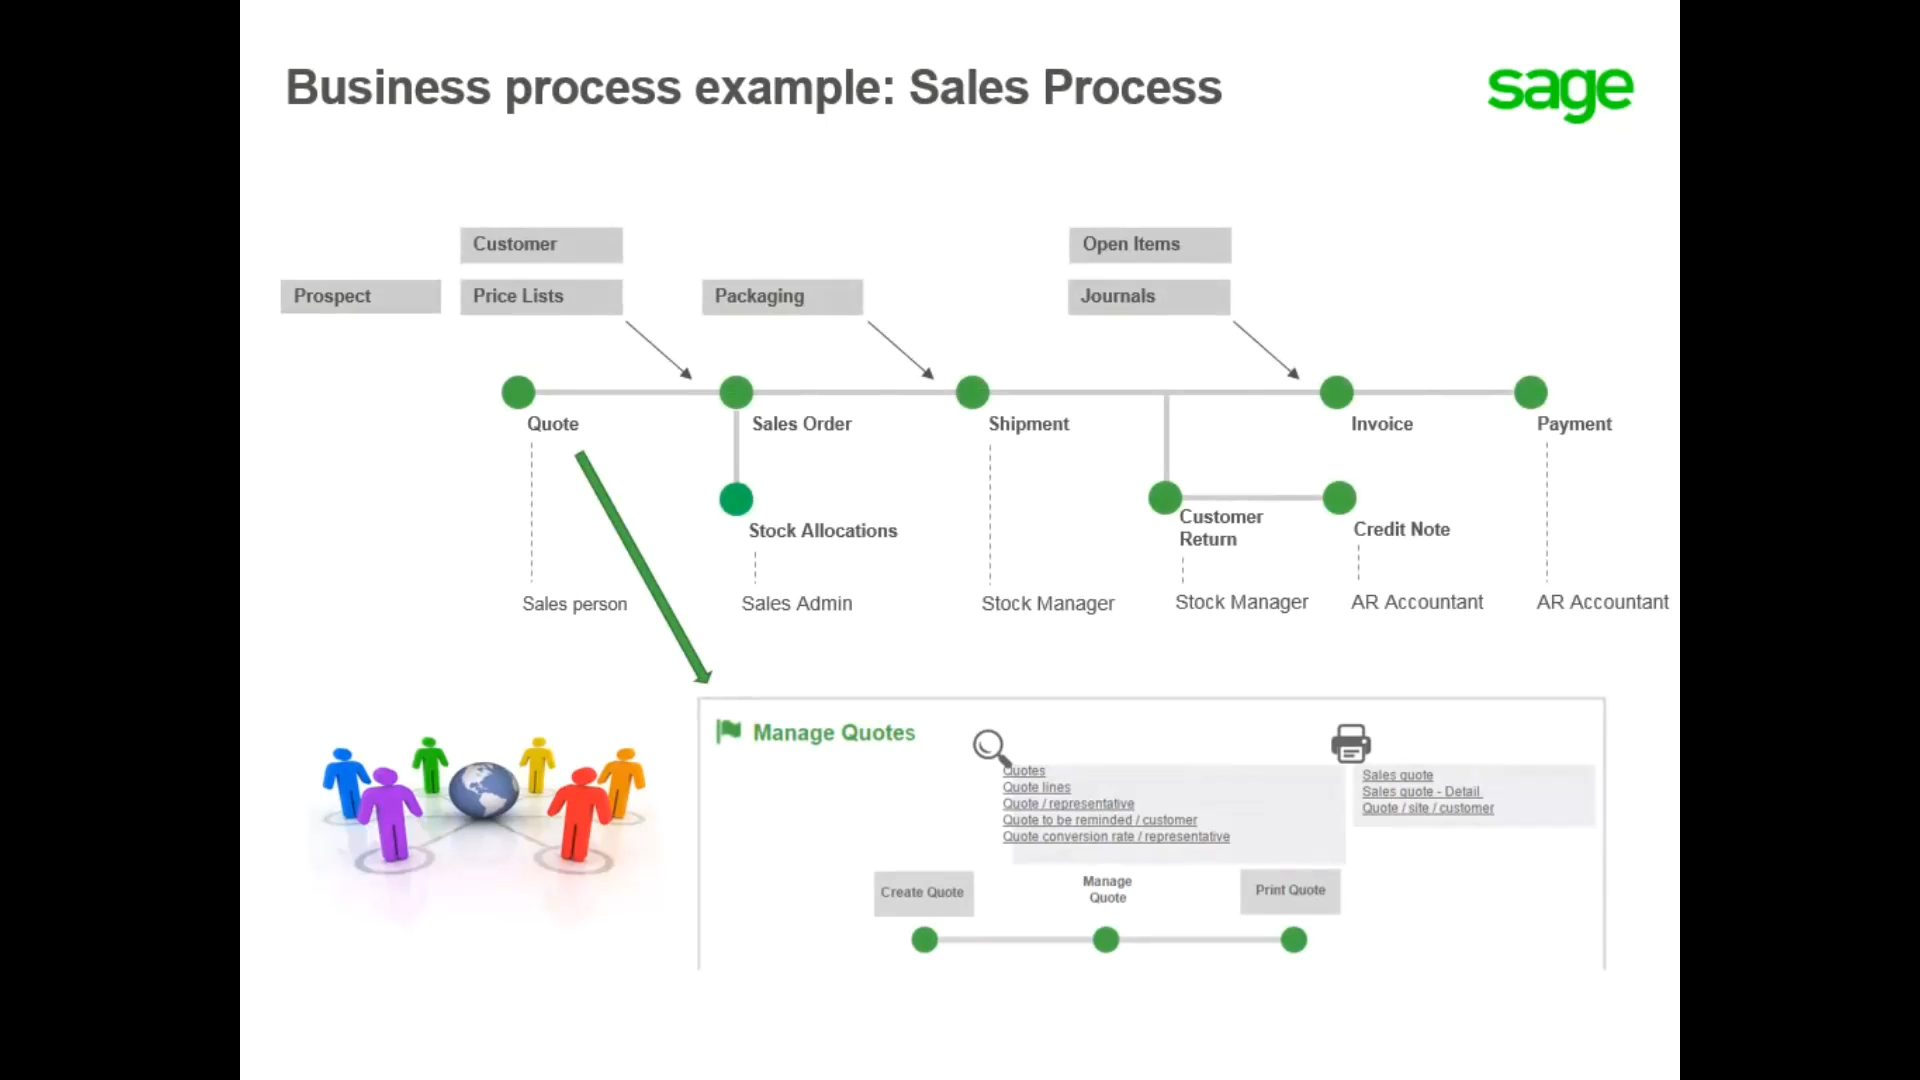 Business process example: Sales Process
sage
Customer
Open Items
Prospect
Price Lists
Packaging
Journals
Quote
Sales Order
Shipment
Invoice
Payment
Stock Allocations
Customer
Return
Credit Note
Sales person
Sales Admin
Stock Manager
Stock Manager
AR Accountant
AR Accountant
Manage Quotes
Quotes
Quote lines
Quote / representative
Quote to be reminded / customer
Quote conversion rate / representative
Sales quote
Sales quote - Detail
Quote / site / customer
Create Quote
Manage
Quote
Print Quote